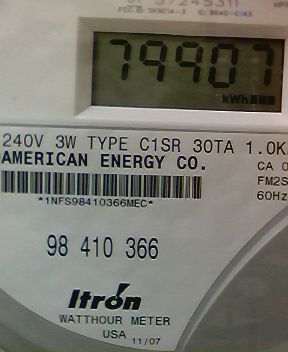 79907
kWh
240V 3W TYPE C1SR 30TA 1.0K
AMERICAN ENERGY CO.
CA 0
FM2S
60Hz
*1NFS98410366MEC*
98 410 366
Itron
WATTHOUR METER
USA 11/07